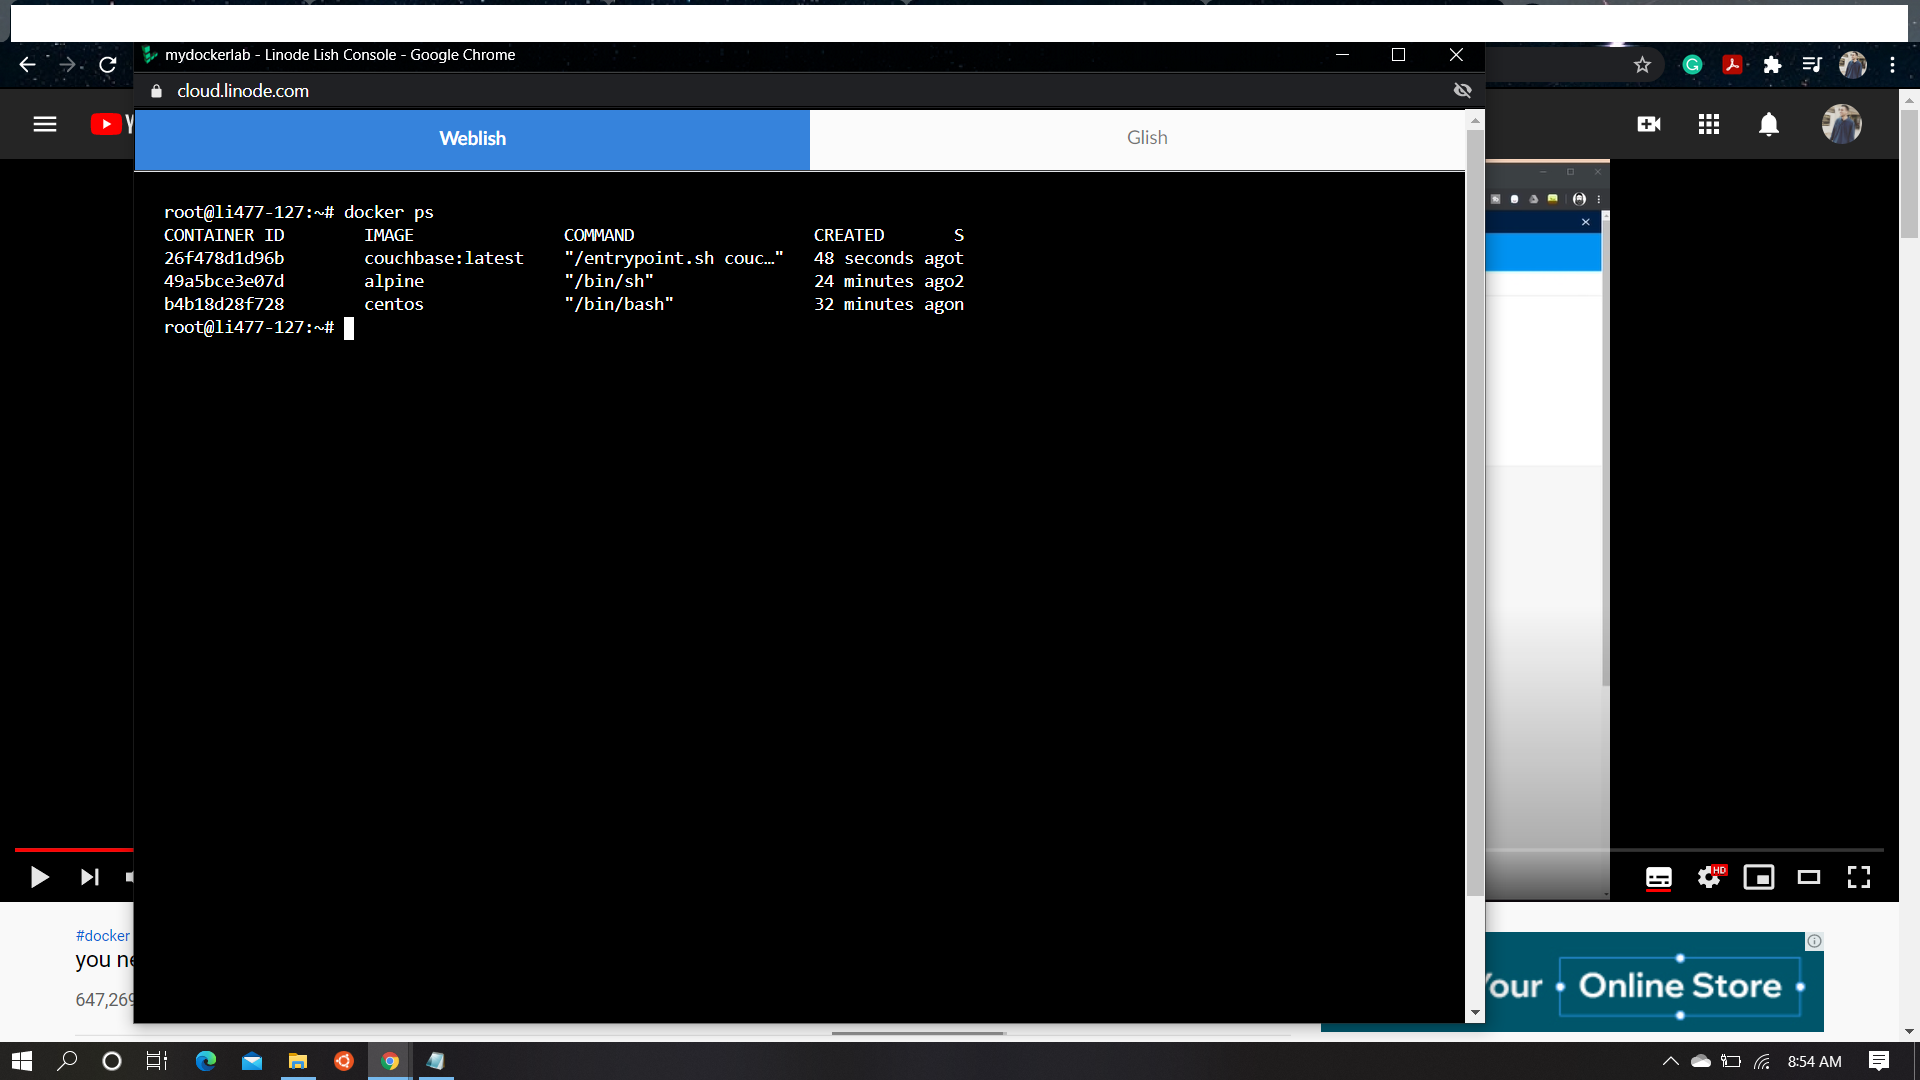 mydockerlab - Linode Lish Console - Google Chrome
cloud.linode.com
Weblish
Glish
root@li477-127:~# docker ps
CONTAINER ID        IMAGE               COMMAND                  CREATED       S
26f478d1d96b        couchbase:latest    "/entrypoint.sh couc…"   48 seconds agot
49a5bce3e07d        alpine              "/bin/sh"                24 minutes ago2
b4b18d28f728        centos              "/bin/bash"              32 minutes agon
root@li477-127:~#
HD
#docker
you ne
647,269
Your Online Store
8:54 AM